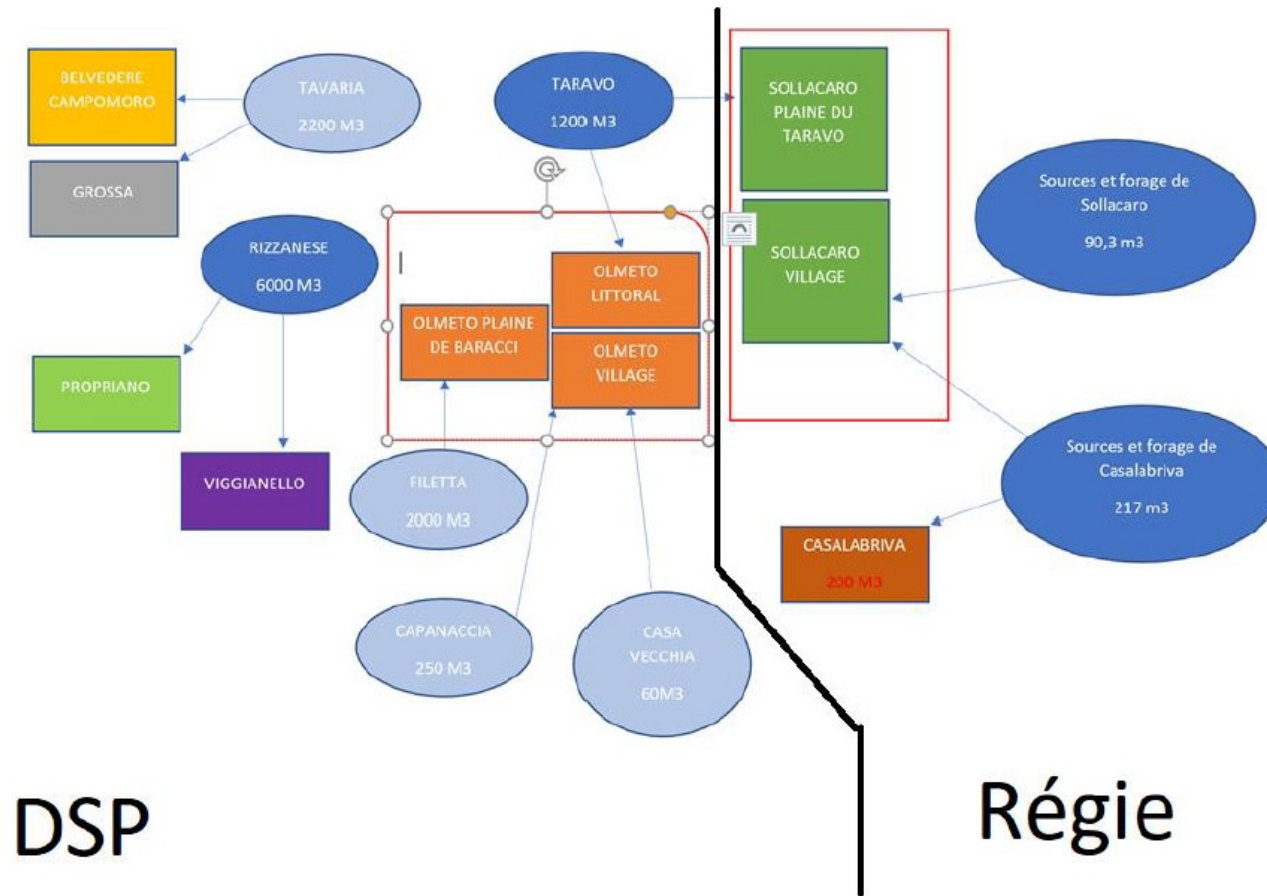 BELVEDERE
CAMPOMORO
TAVARIA
2200 M3
TARAVO
1200 M3
SOLLACARO
PLAINE DU
TARAVO
GROSSA
Sources et forage de
Sollacaro
90,3 m3
RIZZANESE
6000 M3
SOLLACARO
VILLAGE
OLMETO
LITTORAL
OLMETO PLAINE
DE BARACCI
OLMETO
VILLAGE
PROPRIANO
VIGGIANELLO
FILETTA
2000 M3
Sources et forage de
Casalabriva
217 m3
CASALABRIVA
200 M3
CAPANACCIA
250 M3
CASA
VECCHIA
60M3
DSP
Régie